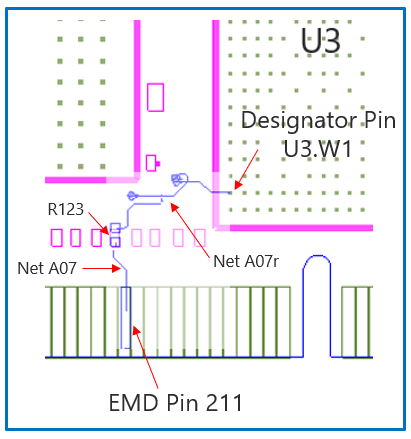 U3
Designator Pin
U3.W1
R123
Net A07
Net A07r
EMD Pin 211